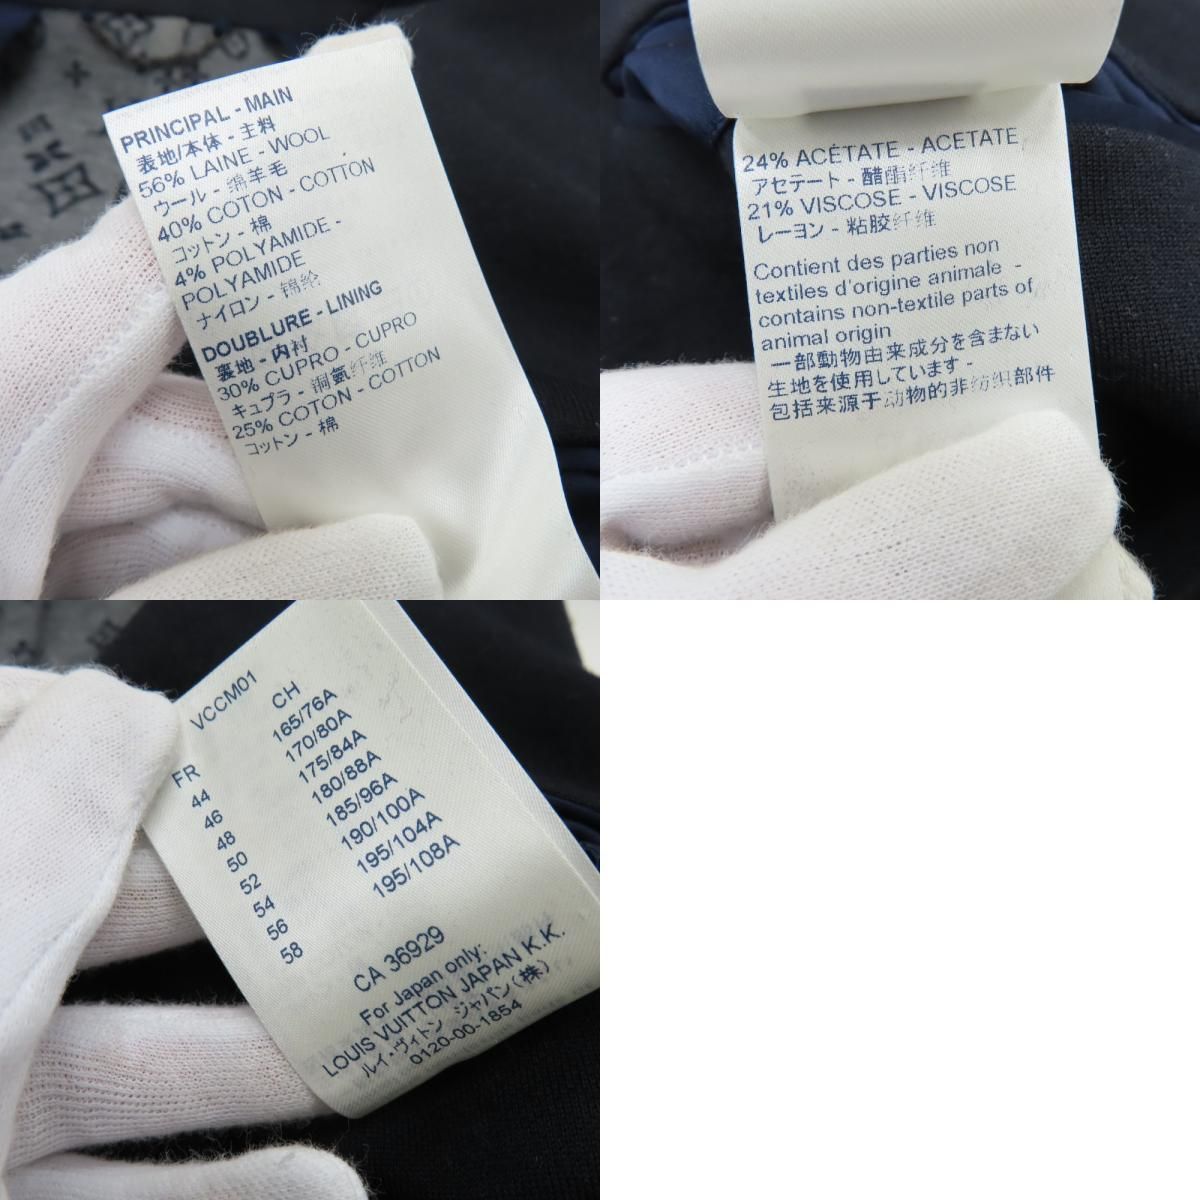 PRINCIPAL - MAIN
表地/本体 - 主料
56% LAINE - WOOL
ウール - 绵羊毛
40% COTON - COTTON
コットン - 棉
4% POLYAMIDE -
POLYAMIDE
ナイロン - 锦纶
DOUBLURE - LINING
裏地 - 内衬
30% CUPRO - CUPRO
キュプラ - 铜氨纤维
25% COTON - COTTON
コットン - 棉
24% ACÉTATE - ACETATE
アセテート - 醋酯纤维
21% VISCOSE - VISCOSE
レーヨン - 粘胶纤维
Contient des parties non
textiles d'origine animale -
contains non-textile parts of
animal origin
一部動物由来成分を含まない
生地を使用しています -
包括来源于动物的非纺织部件
VCCM01
FR CH
44 165/76A
46 170/80A
48 175/84A
50 180/88A
52 185/96A
54 190/100A
56 195/104A
58 195/108A
CA 36929
For Japan only:
LOUIS VUITTON JAPAN K.K.
ルイ・ヴィトン ジャパン(株)
0120-00-1854